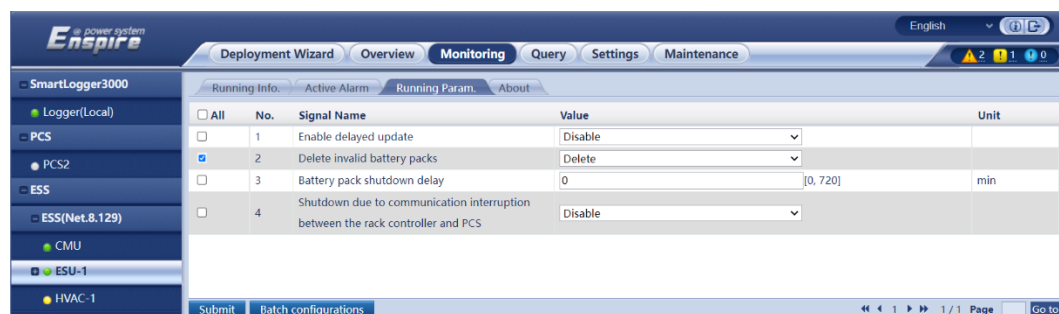 @ power system
Enspire
English
Deployment Wizard Overview Monitoring Query Settings Maintenance
2 1 0
SmartLogger3000
Logger(Local)
PCS
PCS2
ESS
ESS(Net.8.129)
CMU
ESU-1
HVAC-1
Running Info. Active Alarm Running Param. About
All No. Signal Name Value Unit
1 Enable delayed update Disable
2 Delete invalid battery packs Delete
3 Battery pack shutdown delay 0 [0, 720] min
4 Shutdown due to communication interruption
between the rack controller and PCS Disable
Submit Batch configurations 1 1/1 Page Go to